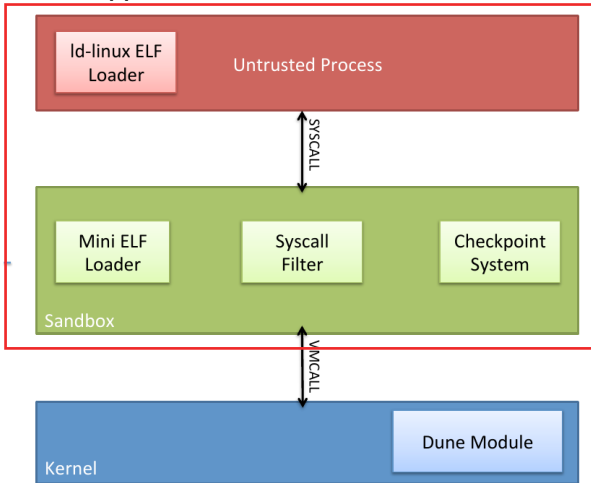 ld-linux ELF
Loader
Untrusted Process
SYSCALL
Mini ELF
Loader
Syscall
Filter
Checkpoint
System
Sandbox
VMCALL
Dune Module
Kernel